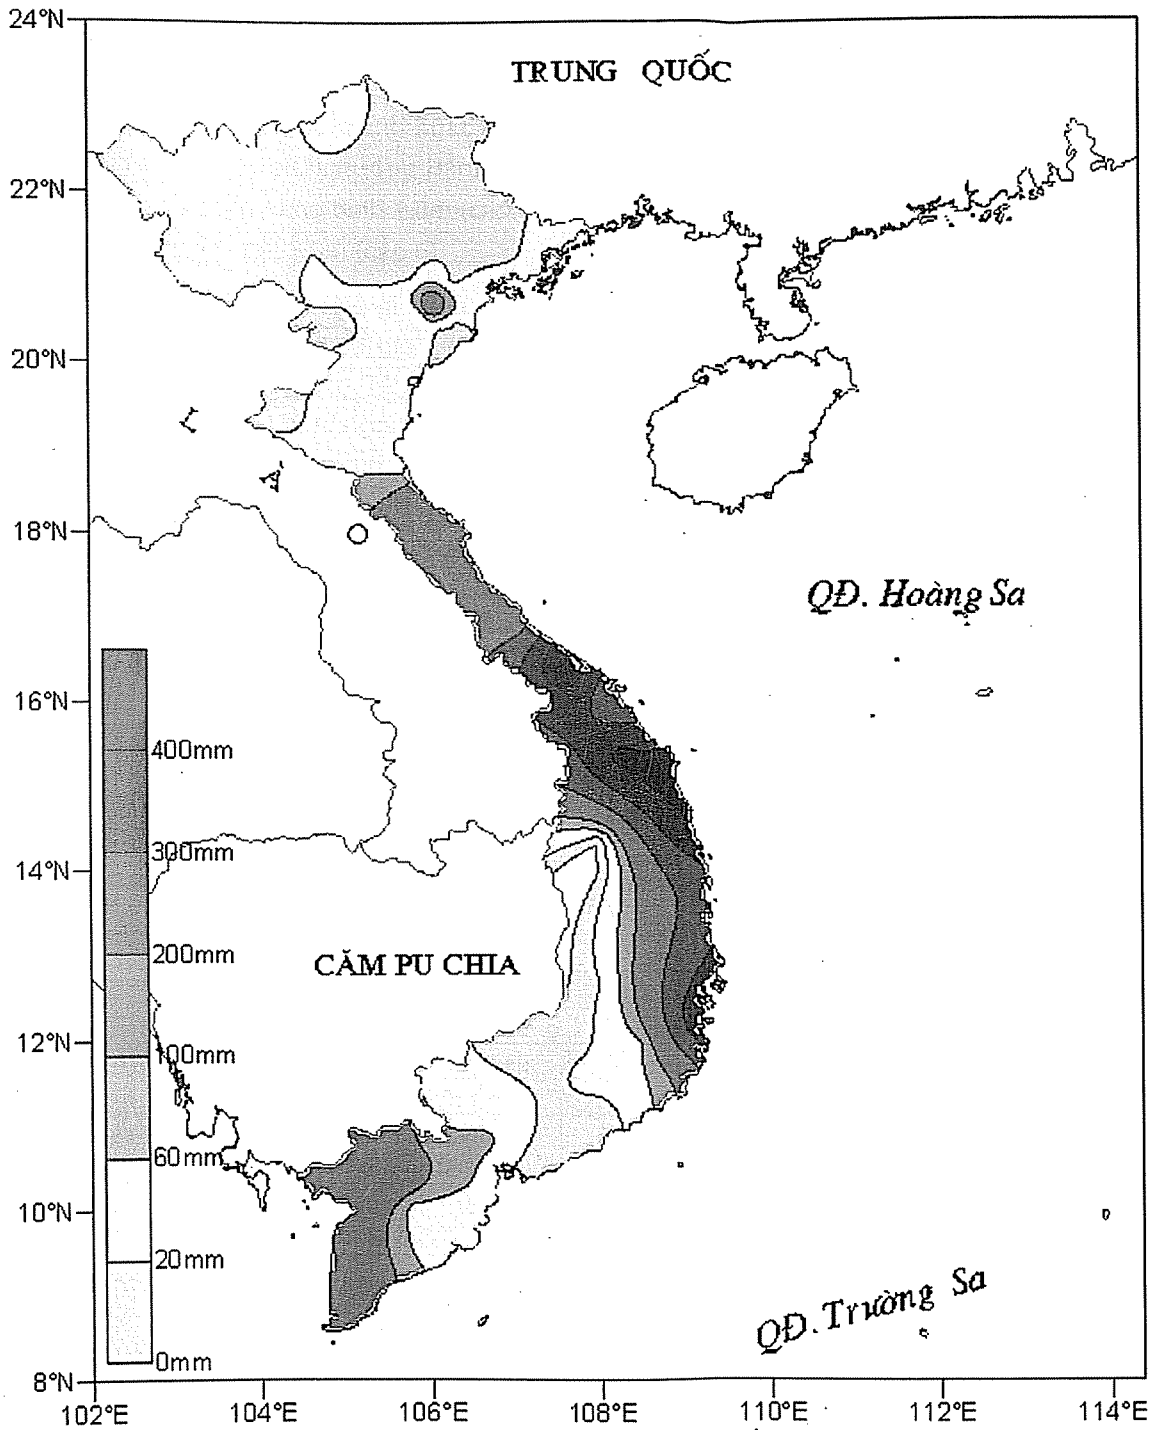 24°N
TRUNG QUỐC
22°N
20°N
18°N
QĐ. Hoàng Sa
16°N
400mm
300mm
14°N
200mm
CĂM PU CHIA
12°N
100mm
60mm
10°N
20mm
QĐ. Trường Sa
0mm
8°N
102°E 104°E 106°E 108°E 110°E 112°E 114°E